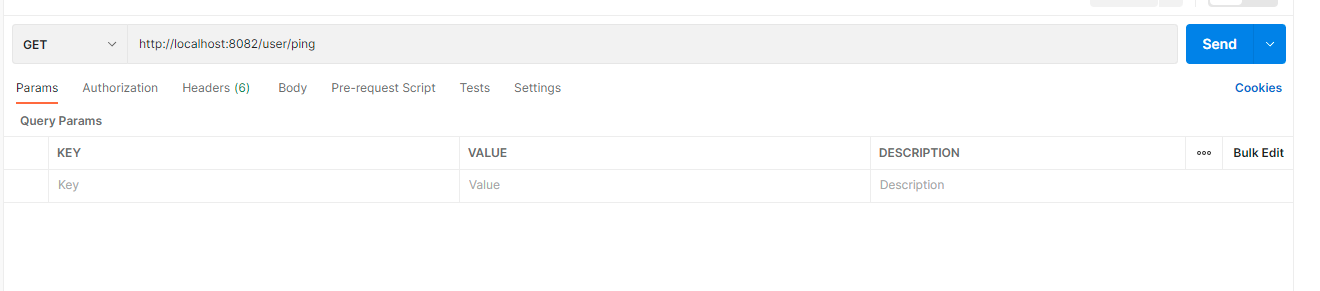 GET http://localhost:8082/user/ping Send
Params Authorization Headers (6) Body Pre-request Script Tests Settings Cookies
Query Params
KEY VALUE DESCRIPTION ooo Bulk Edit
Key Value Description